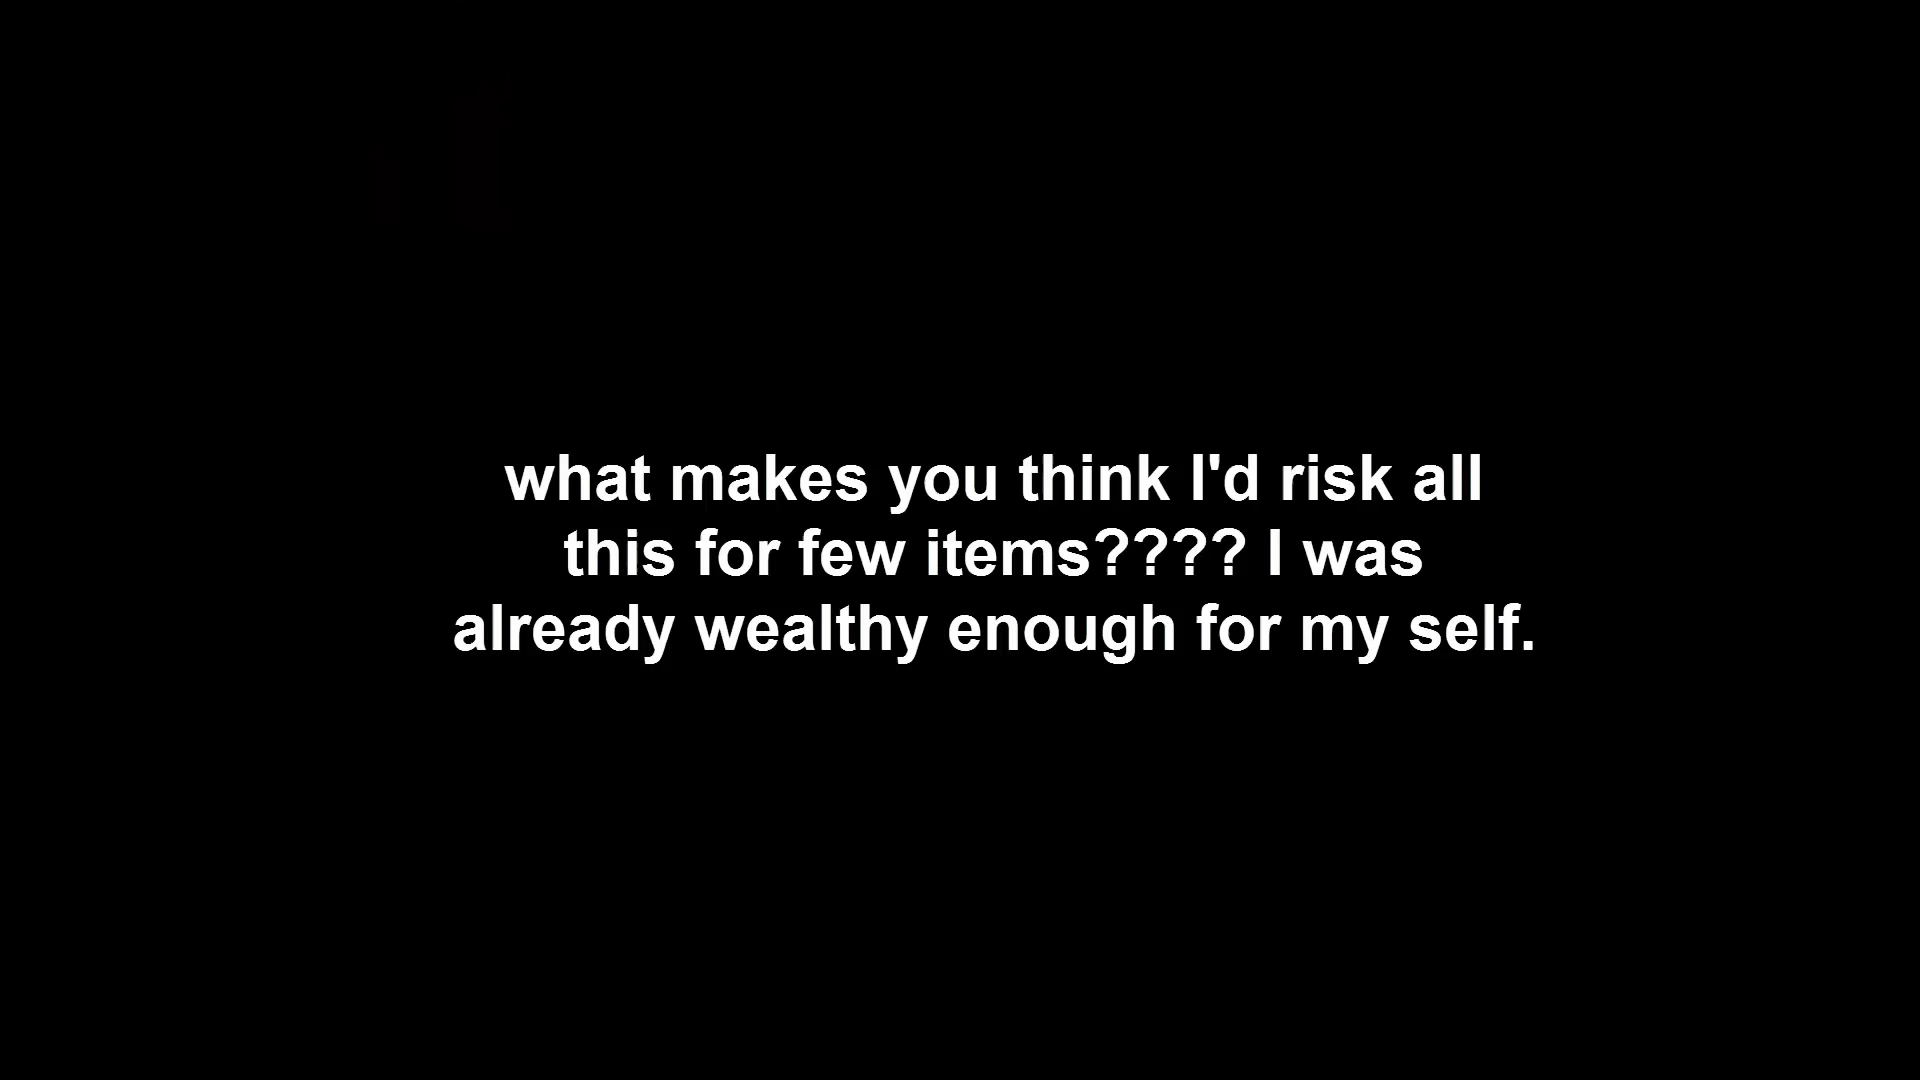 what makes you think I'd risk all
this for few items???? I was
already wealthy enough for my self.